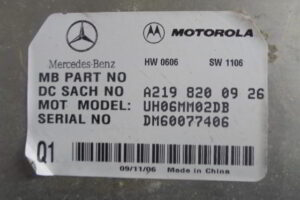 MOTOROLA
Mercedes-Benz HW 0606 SW 1106
MB PART NO
DC SACH NO A219 820 09 26
MOT MODEL: UH06MM02DB
SERIAL NO DM60077406
Q1
09/11/06 Made in China